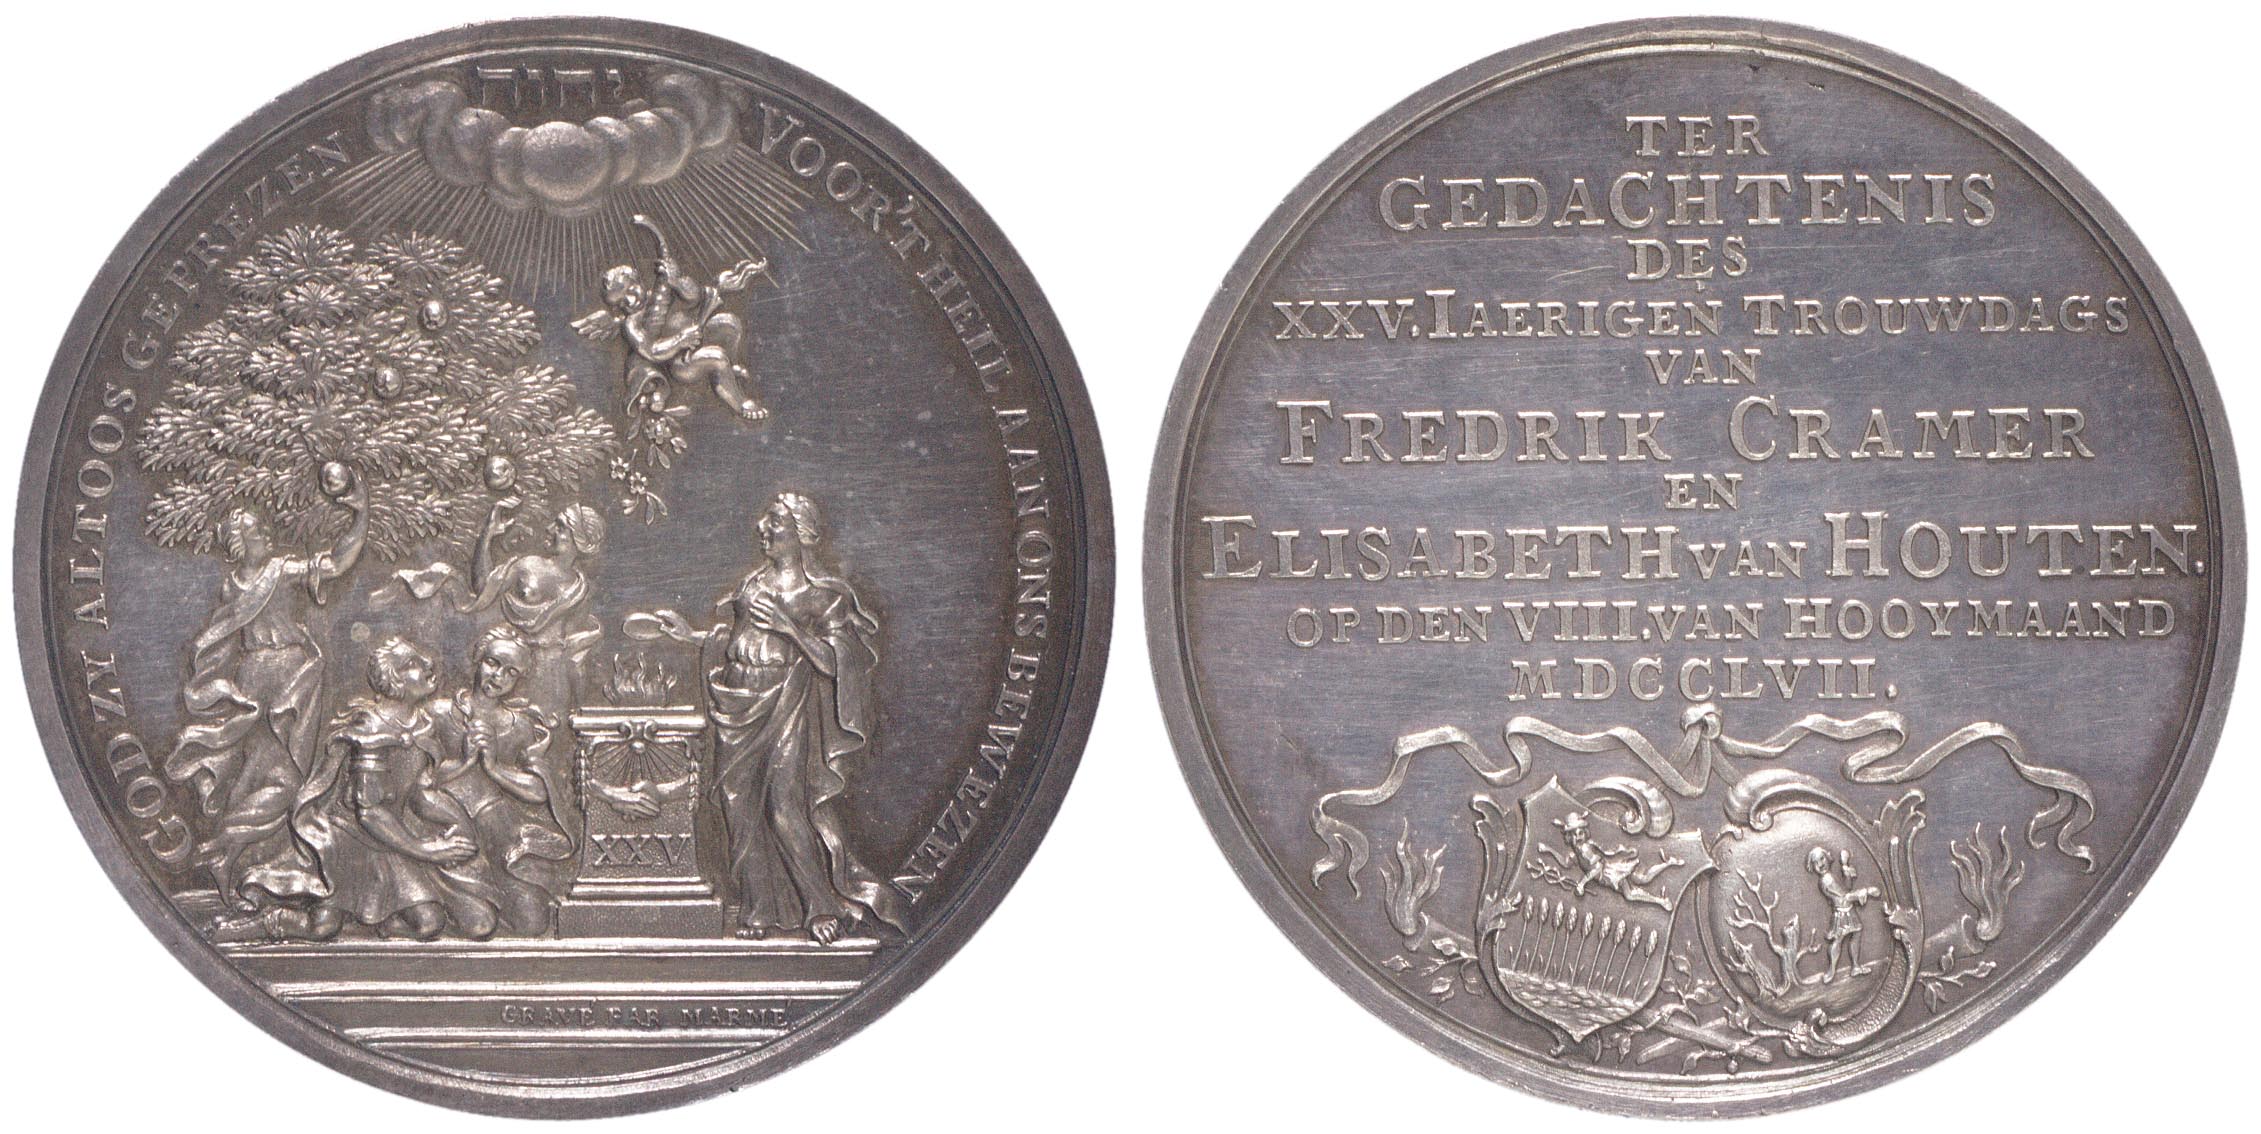 יהוה
GOD ZY ALTOOS GEPREZEN VOOR'T HEIL AAN ONS BEWEZEN
XXV
GRAVÉ PAR MARMÉ
TER
GEDACHTENIS
DES
XXV. IAERIGEN TROUWDAGS
VAN
FREDRIK CRAMER
EN
ELISABETH VAN HOUTEN.
OP DEN VIII. VAN HOOYMAAND
MDCCLVII.